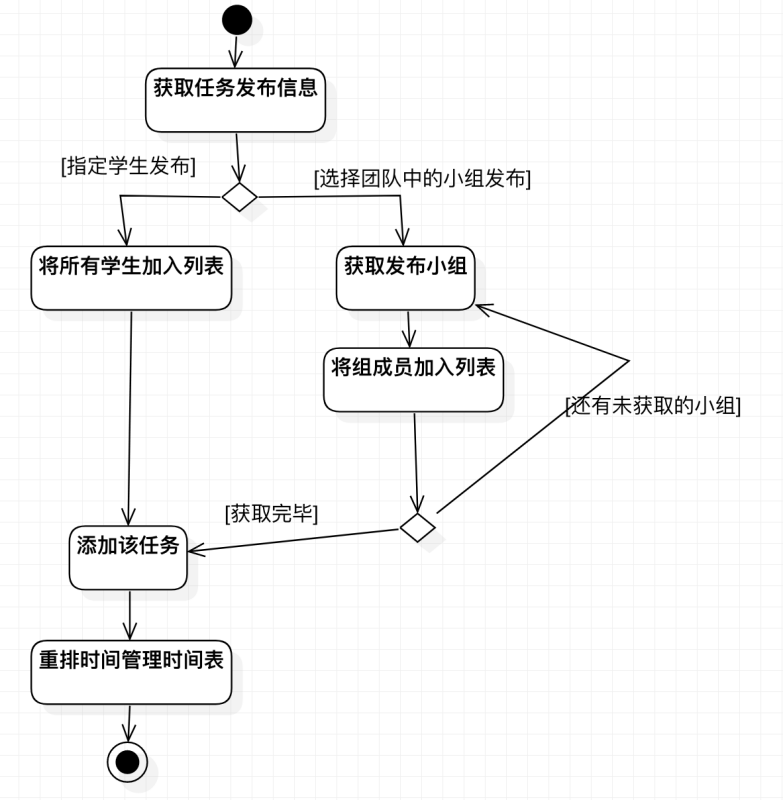 获取任务发布信息
[指定学生发布]
[选择团队中的小组发布]
将所有学生加入列表
获取发布小组
将组成员加入列表
[还有未获取的小组]
[获取完毕]
添加该任务
重排时间管理时间表